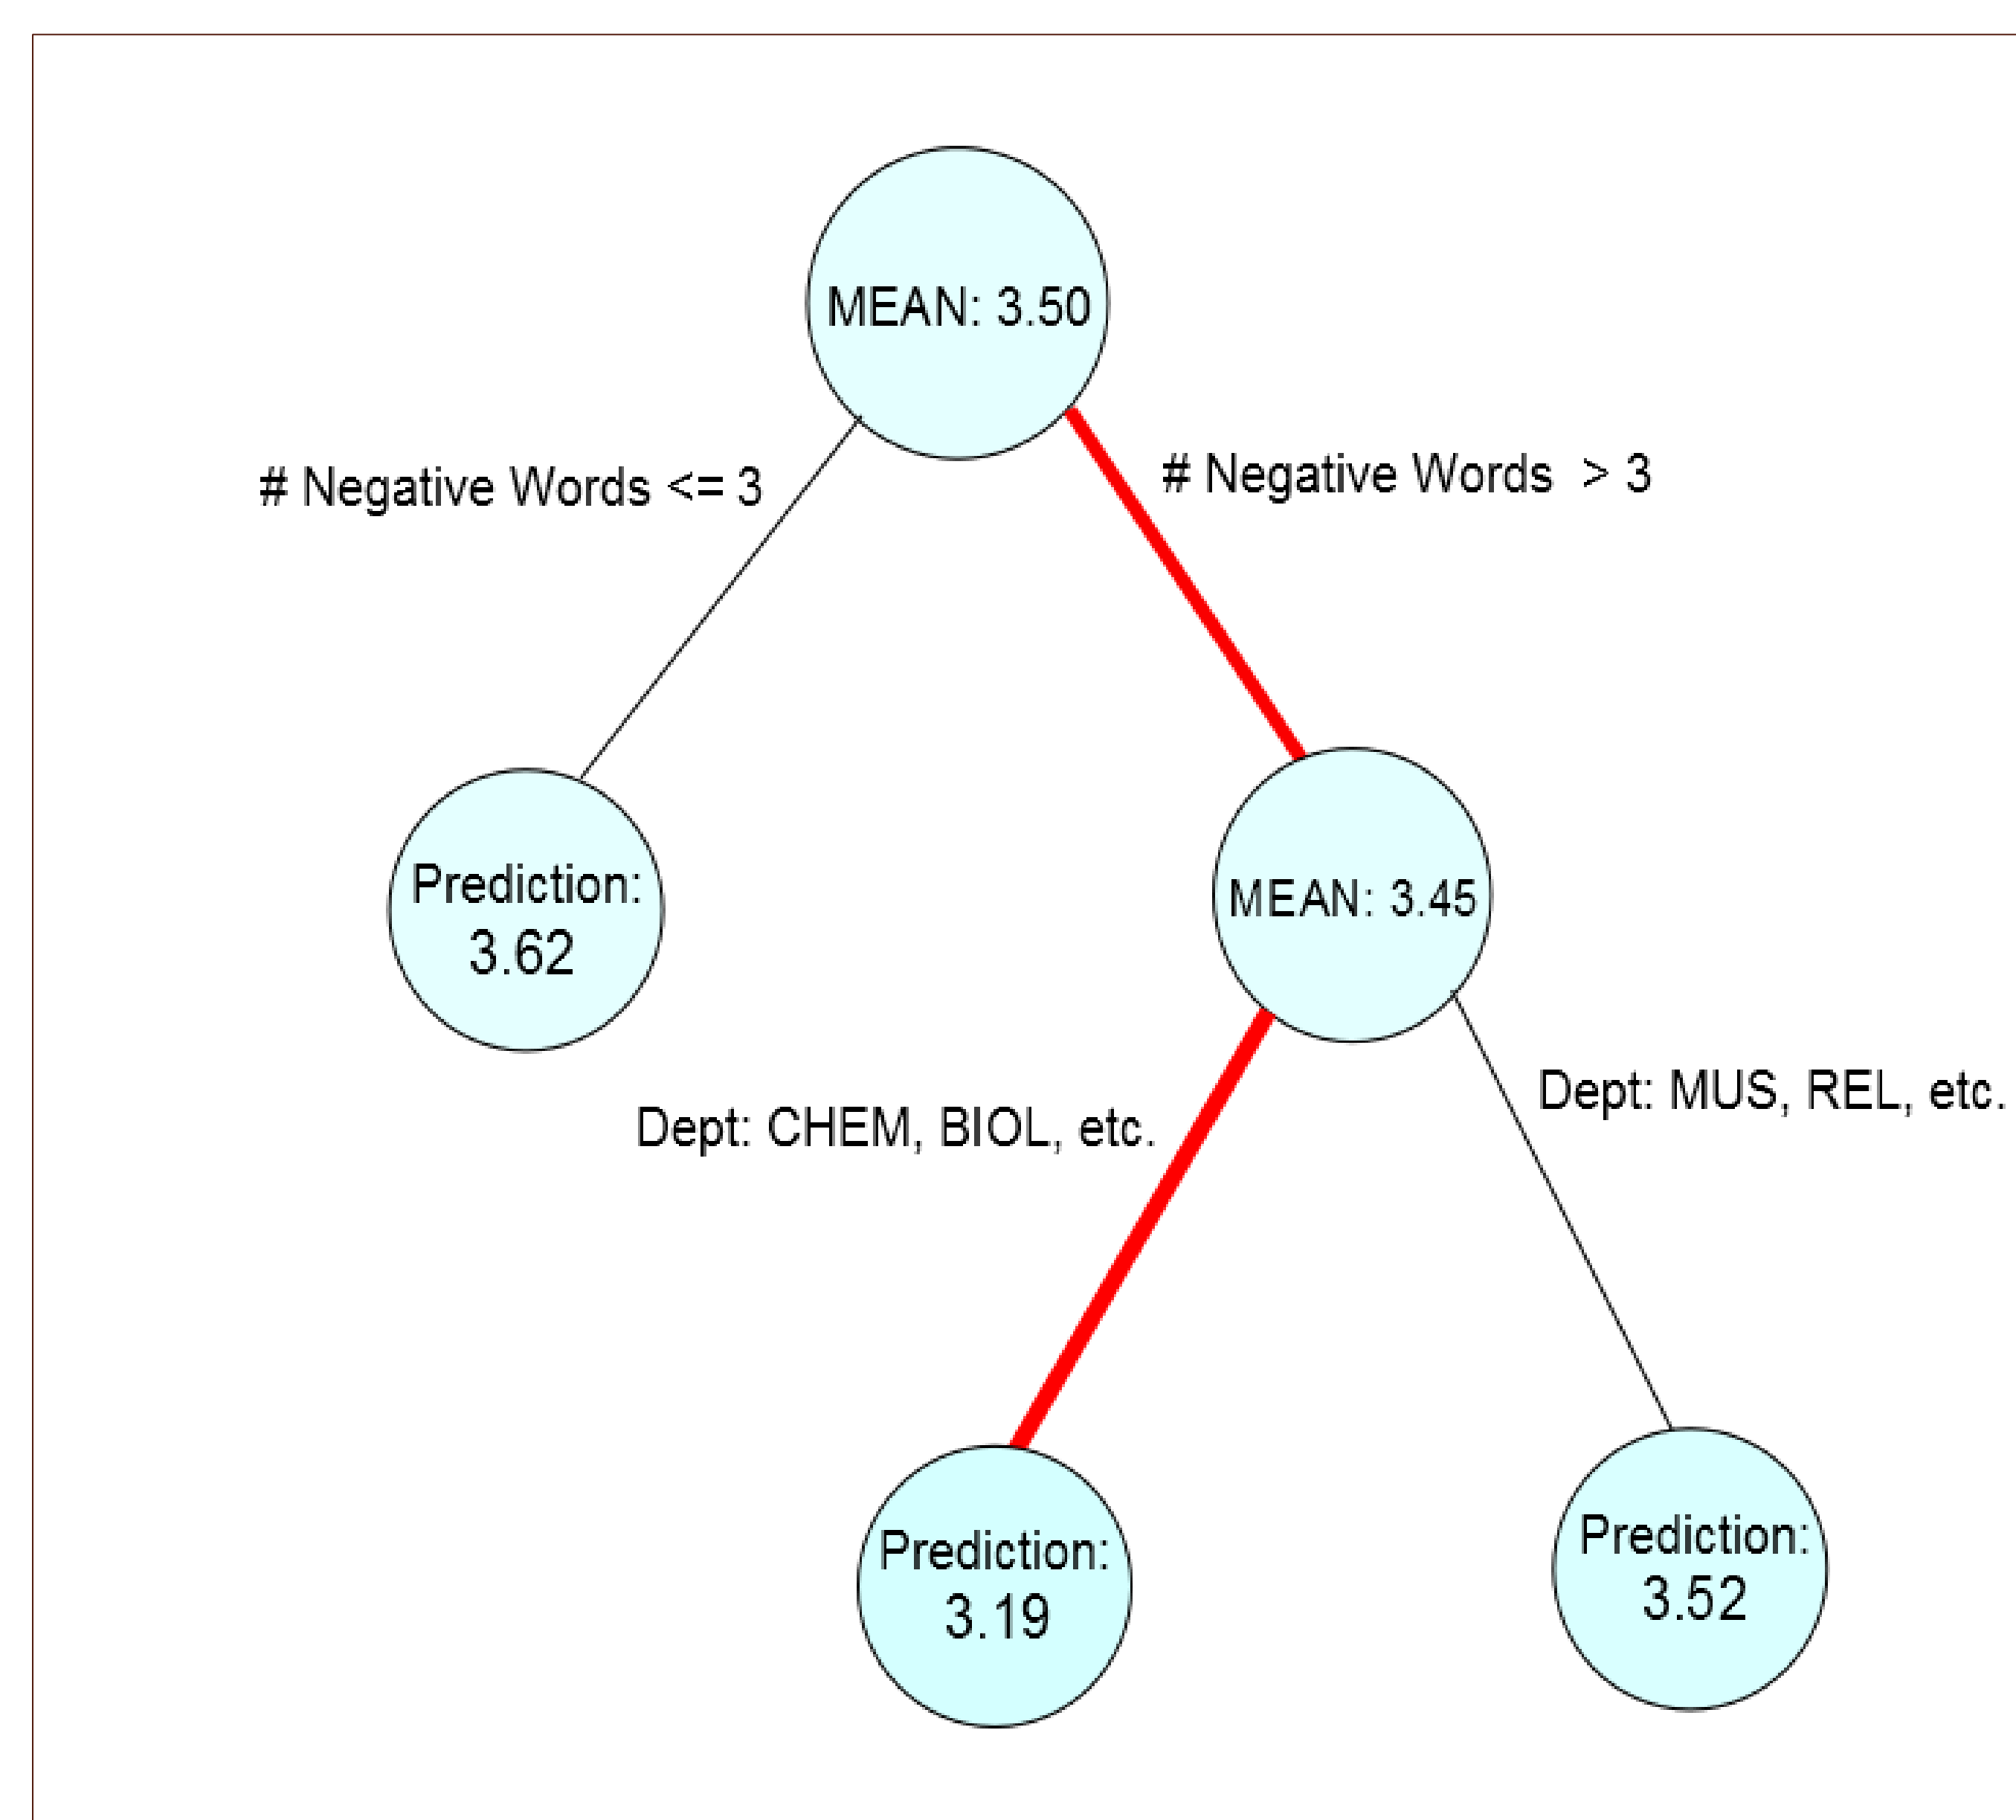 MEAN: 3.50
# Negative Words <= 3
# Negative Words > 3
Prediction:
3.62
MEAN: 3.45
Dept: CHEM, BIOL, etc.
Dept: MUS, REL, etc.
Prediction:
3.19
Prediction:
3.52